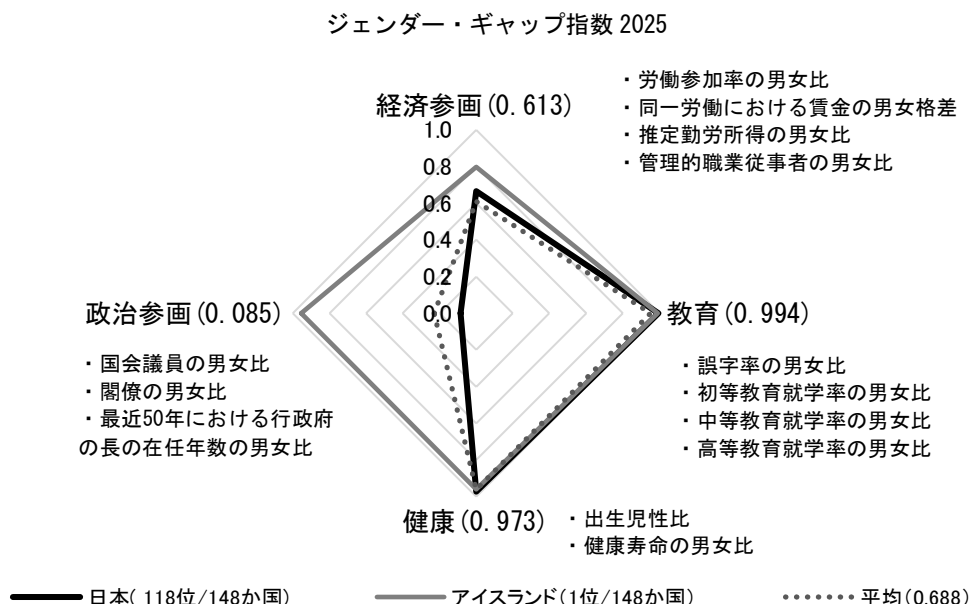 ジェンダー・ギャップ指数 2025
経済参画(0.613)
・労働参加率の男女比
・同一労働における賃金の男女格差
・推定勤労所得の男女比
・管理的職業従事者の男女比
1.0
0.8
0.6
0.4
0.2
0.0
政治参画(0.085)
・国会議員の男女比
・閣僚の男女比
・最近50年における行政府
の長の在任年数の男女比
教育(0.994)
・誤字率の男女比
・初等教育就学率の男女比
・中等教育就学率の男女比
・高等教育就学率の男女比
健康(0.973)
・出生児性比
・健康寿命の男女比
日本( 118位/148か国)
アイスランド(1位/148か国)
平均(0.688)